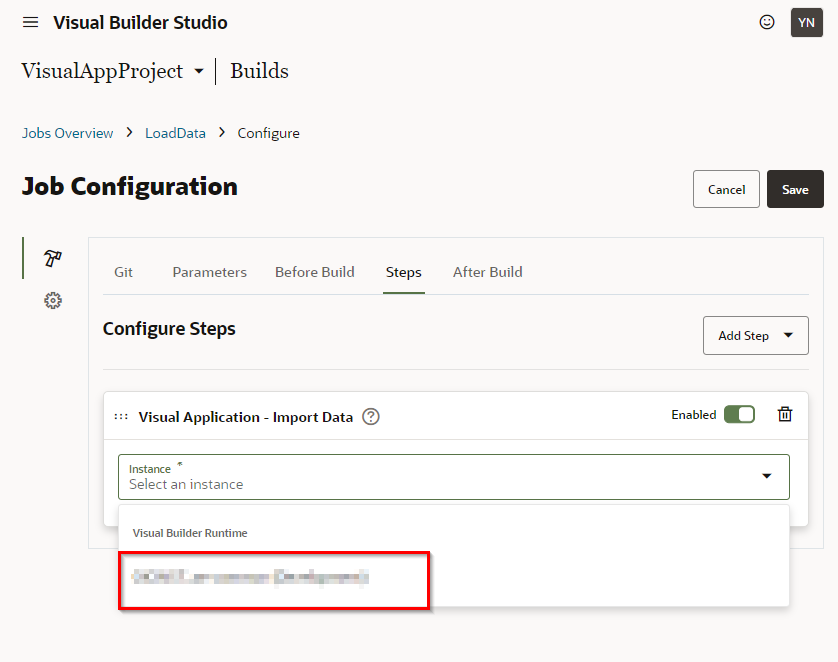 Visual Builder Studio
YN
VisualAppProject
Builds
Jobs Overview
LoadData
Configure
Job Configuration
Cancel
Save
Git
Parameters
Before Build
Steps
After Build
Configure Steps
Add Step
Visual Application - Import Data
Enabled
Instance *
Select an instance
Visual Builder Runtime